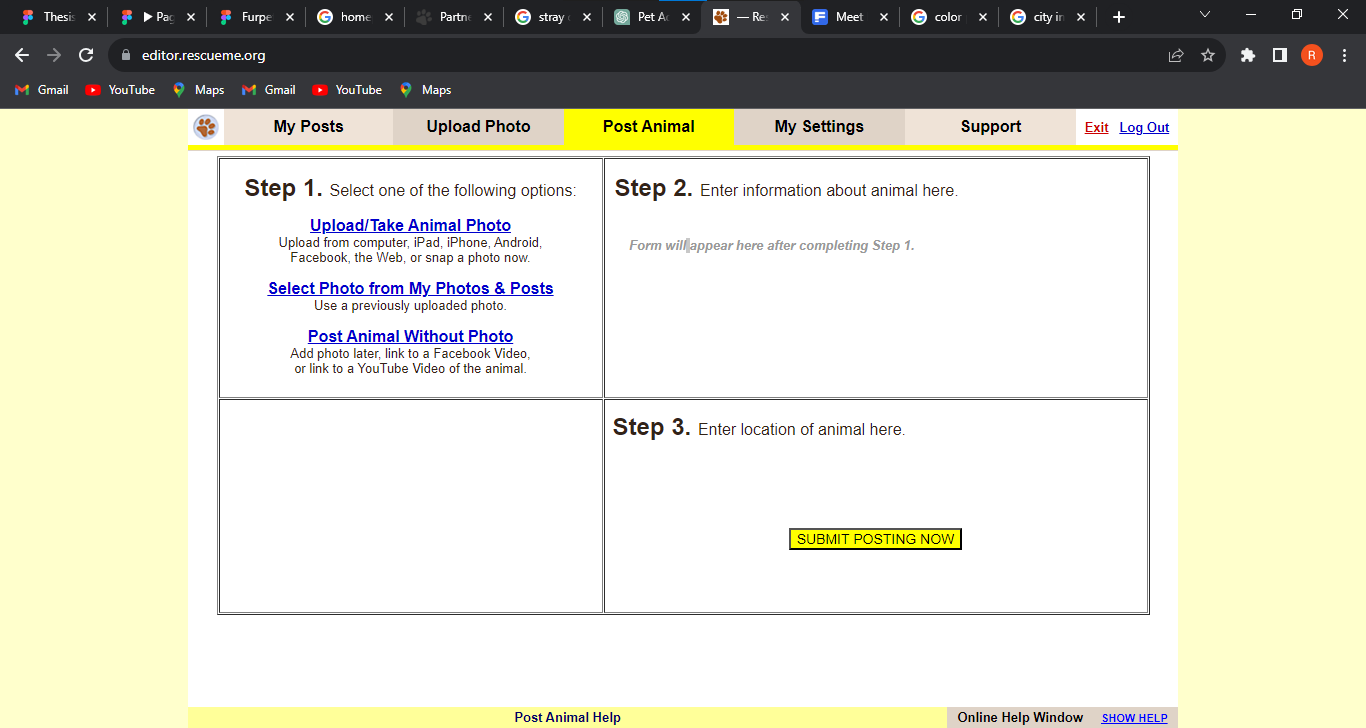 Thesis
Pag
Furpe
home
Partne
stray
Pet A
— Re
Meet
color
city in
editor.rescueme.org
R
Gmail
YouTube
Maps
Gmail
YouTube
Maps
My Posts
Upload Photo
Post Animal
My Settings
Support
Exit
Log Out
Step 1. Select one of the following options:
Upload/Take Animal Photo
Upload from computer, iPad, iPhone, Android,
Facebook, the Web, or snap a photo now.
Select Photo from My Photos & Posts
Use a previously uploaded photo.
Post Animal Without Photo
Add photo later, link to a Facebook Video,
or link to a YouTube Video of the animal.
Step 2. Enter information about animal here.
Form will appear here after completing Step 1.
Step 3. Enter location of animal here.
SUBMIT POSTING NOW
Post Animal Help
Online Help Window
SHOW HELP